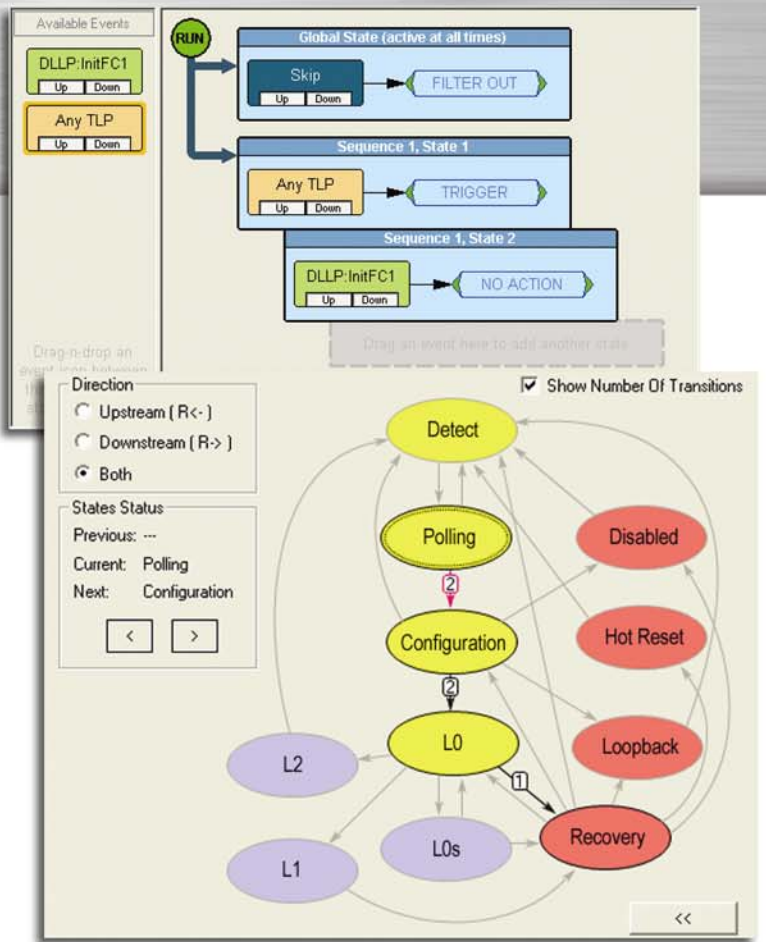 Available Events
DLLP:InitFC1
Up Down
Any TLP
Up Down
Drag-n-drop an
event icon between
RUN
Global State (active at all times)
Skip
Up Down
FILTER OUT
Sequence 1, State 1
Any TLP
Up Down
TRIGGER
Sequence 1, State 2
DLLP:InitFC1
Up Down
NO ACTION
Drag an event here to add another state
Direction
Upstream ( R<- )
Downstream ( R-> )
Both
States Status
Previous: ---
Current: Polling
Next: Configuration
< >
Show Number Of Transitions
Detect
Polling
Disabled
2
Configuration
Hot Reset
2
L0
Loopback
L2
1
L0s
Recovery
L1
<<